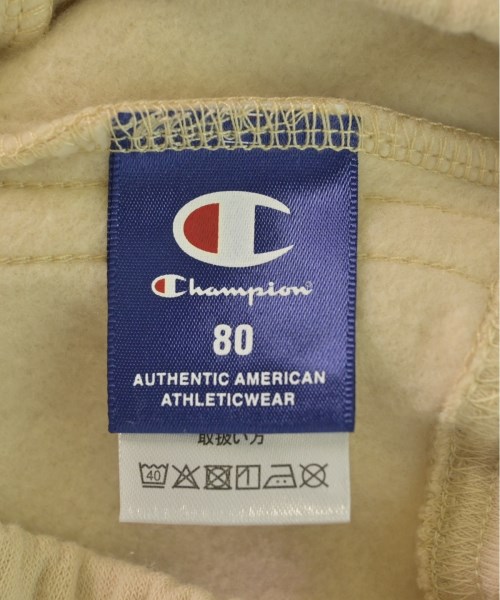 Champion
80
AUTHENTIC AMERICAN
ATHLETICWEAR
取扱い方
40